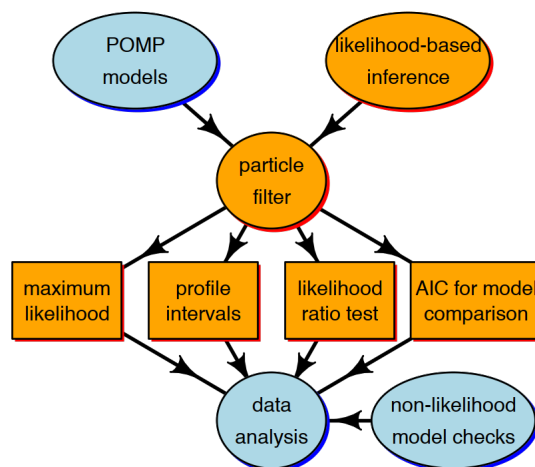 POMP
models
likelihood-based
inference
particle
filter
maximum
likelihood
profile
intervals
likelihood
ratio test
AIC for model
comparison
data
analysis
non-likelihood
model checks